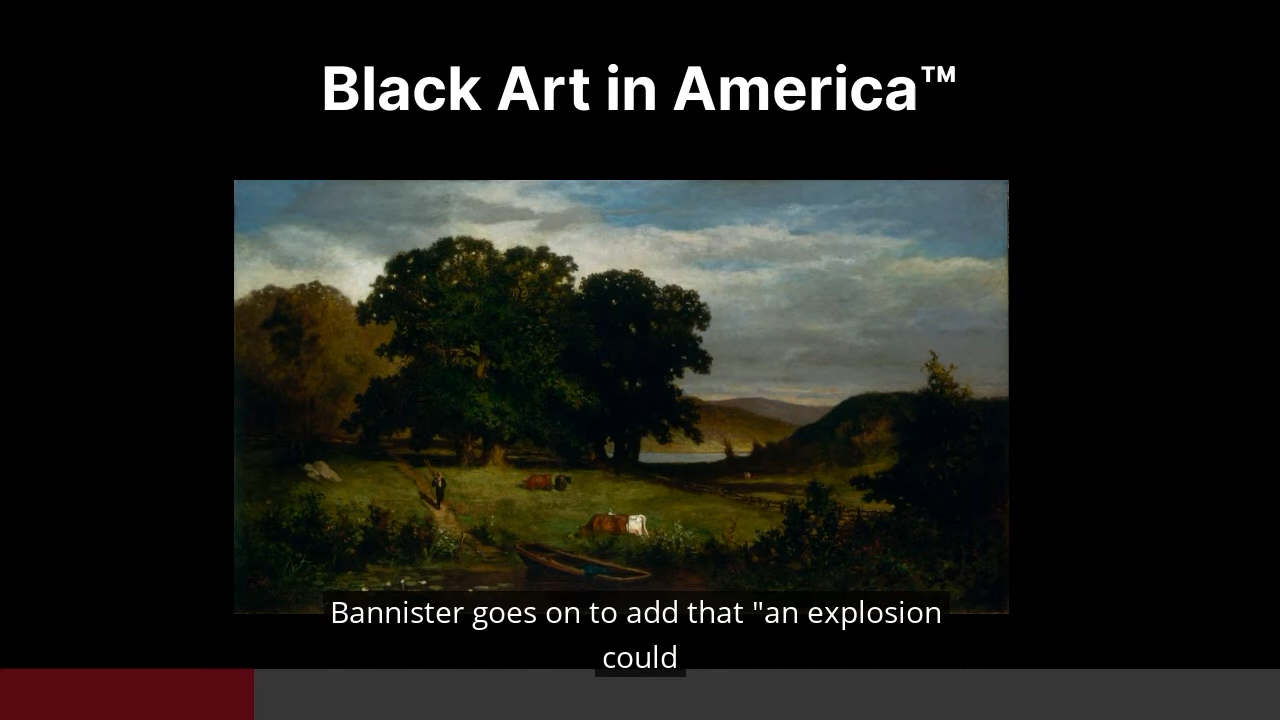 Black Art in America™
Bannister goes on to add that "an explosion
could